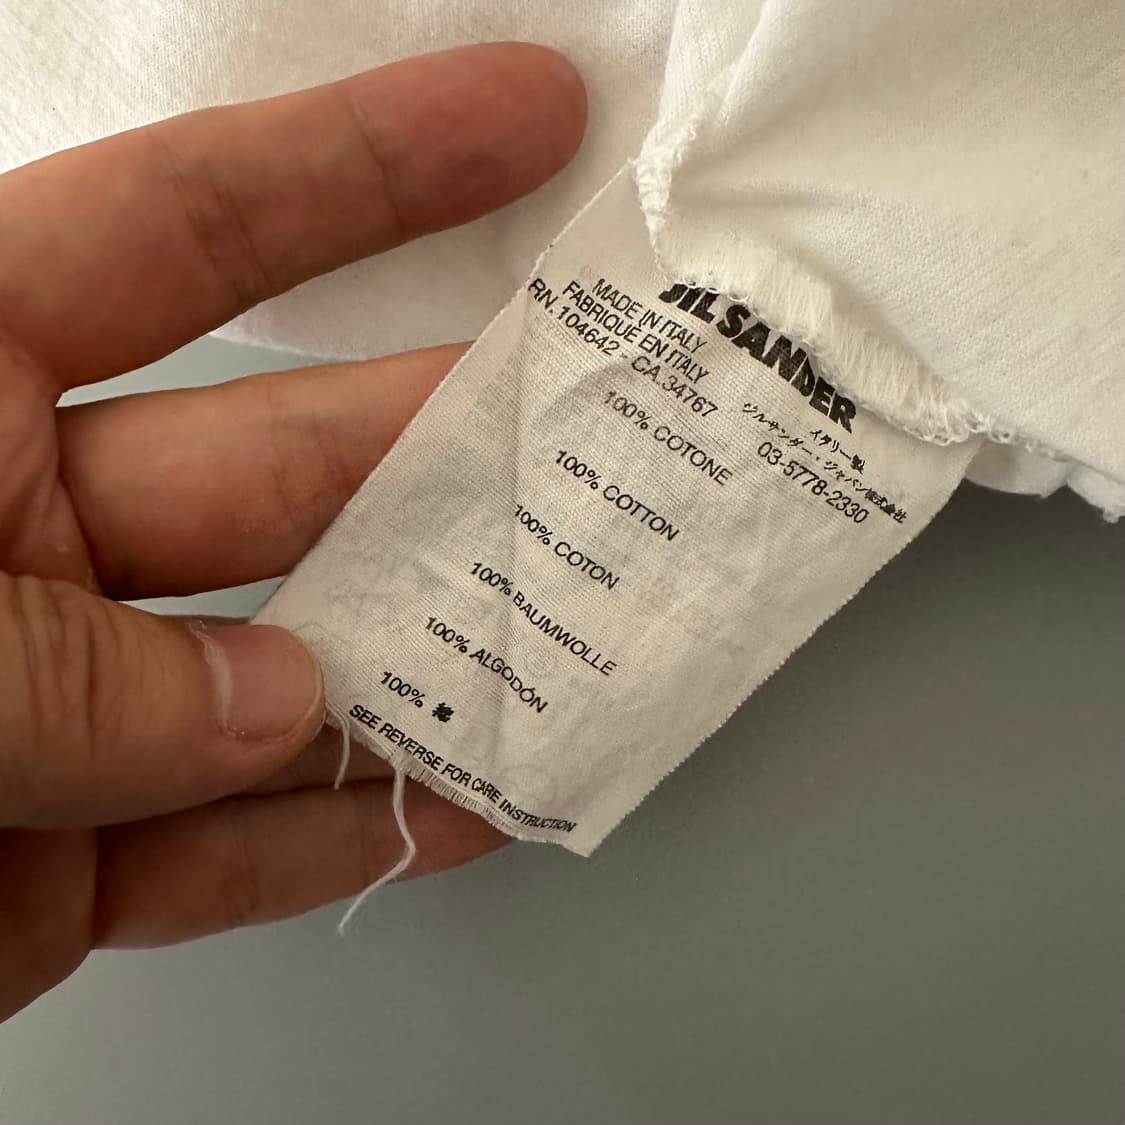 JIL SANDER
MADE IN ITALY
FABRIQUÉ EN ITALY
RN. 104642 - CA.34767
イタリー製
ジルサンダー・ジャパン株式会社
03-5778-2330
100% COTONE
100% COTTON
100% COTON
100% BAUMWOLLE
100% ALGODÓN
100%
SEE REVERSE FOR CARE INSTRUCTION